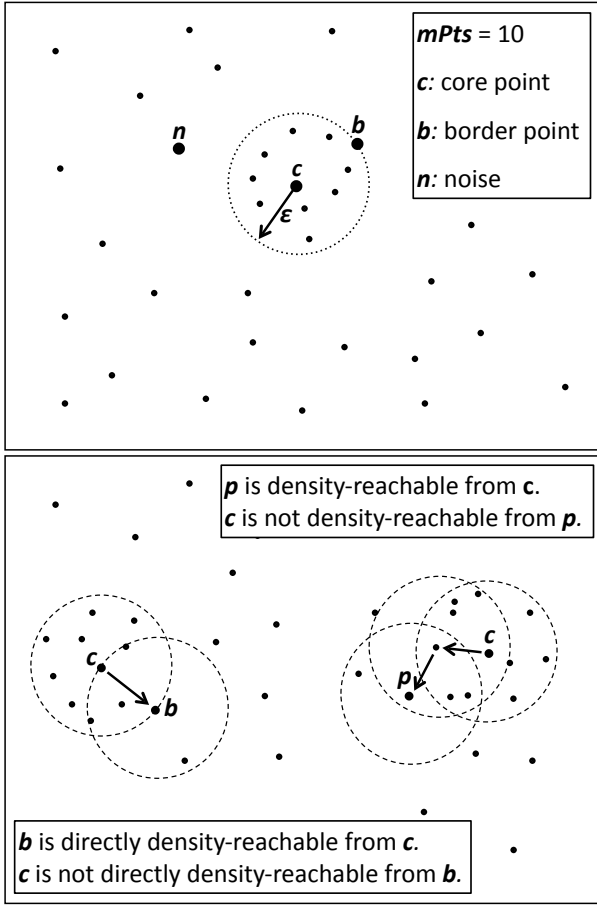 mPts = 10
c: core point
b: border point
n: noise
n
b
c
ε
p is density-reachable from c.
c is not density-reachable from p.
c
b
c
p
b is directly density-reachable from c.
c is not directly density-reachable from b.